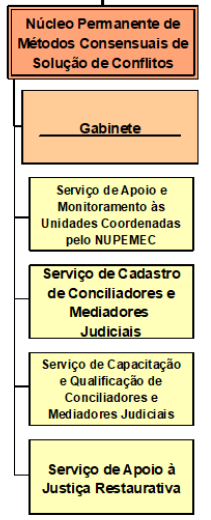 Núcleo Permanente de
Métodos Consensuais de
Solução de Conflitos
Gabinete
Serviço de Apoio e
Monitoramento às
Unidades Coordenadas
pelo NUPEMEC
Serviço de Cadastro
de Conciliadores e
Mediadores
Judiciais
Serviço de Capacitação
e Qualificação de
Conciliadores e
Mediadores Judiciais
Serviço de Apoio à
Justiça Restaurativa